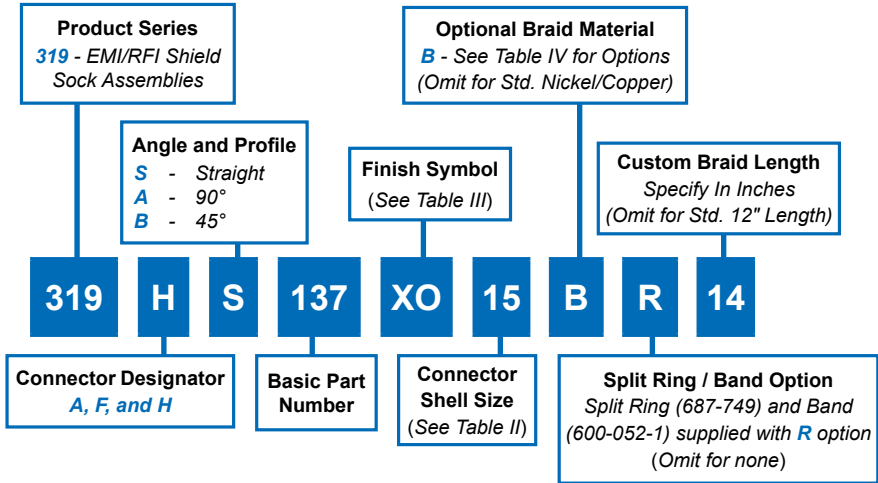 Product Series
319 - EMI/RFI Shield
Sock Assemblies
Optional Braid Material
B - See Table IV for Options
(Omit for Std. Nickel/Copper)
Angle and Profile
S - Straight
A - 90°
B - 45°
Finish Symbol
(See Table III)
Custom Braid Length
Specify In Inches
(Omit for Std. 12" Length)
319 H S 137 XO 15 B R 14
Connector Designator
A, F, and H
Basic Part
Number
Connector
Shell Size
(See Table II)
Split Ring / Band Option
Split Ring (687-749) and Band
(600-052-1) supplied with R option
(Omit for none)